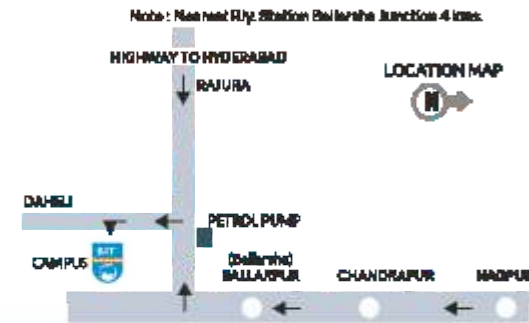 Note : Nearest Rly. Station Ballarsha Junction 4 kms.
HIGHWAY TO HYDERABAD
RAJURA
LOCATION MAP
N
DAHELI
PETROL PUMP
CAMPUS
BIT
(Ballarsha)
BALLARPUR
CHANDRAPUR
NAGPUR